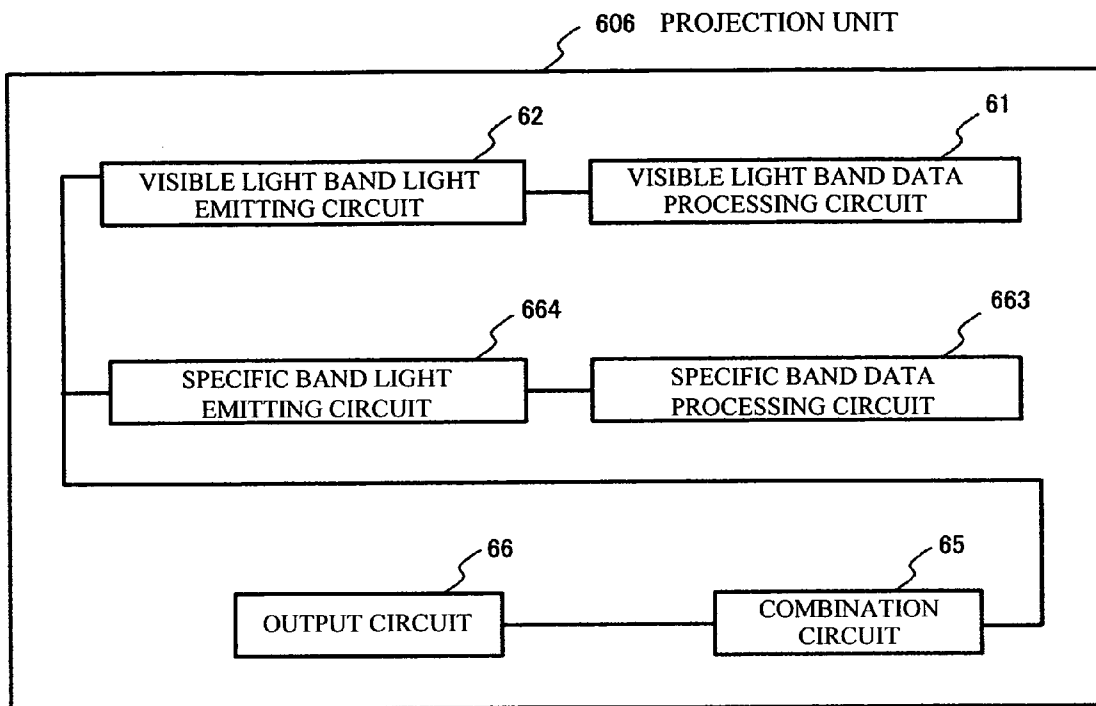 606 PROJECTION UNIT
62
61
VISIBLE LIGHT BAND LIGHT
EMITTING CIRCUIT
VISIBLE LIGHT BAND DATA
PROCESSING CIRCUIT
664
663
SPECIFIC BAND LIGHT
EMITTING CIRCUIT
SPECIFIC BAND DATA
PROCESSING CIRCUIT
66
65
OUTPUT CIRCUIT
COMBINATION
CIRCUIT